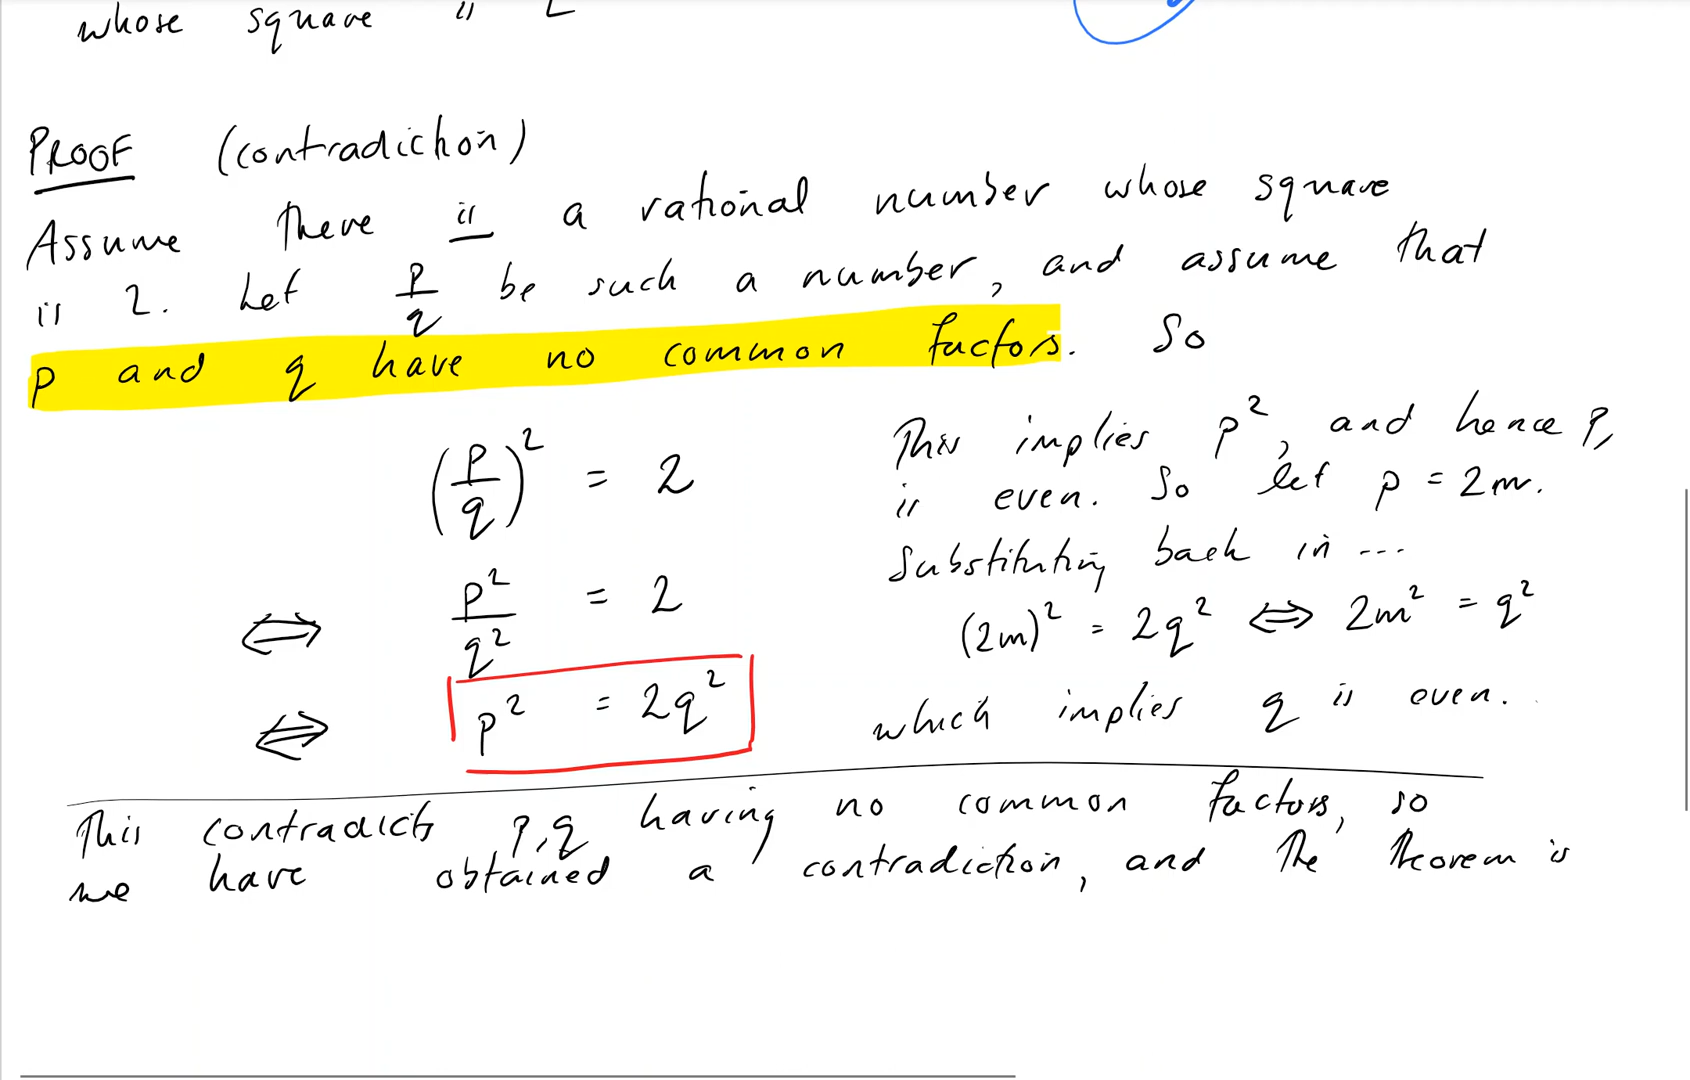 whose square is 2
PROOF (contradiction)
Assume there is a rational number whose square
is 2. Let p/q be such a number, and assume that
p and q have no common factors. So
(p/q)² = 2
⇔ p²/q² = 2
⇔ p² = 2q²
This implies p², and hence p,
is even. So let p = 2m.
Substituting back in ...
(2m)² = 2q² ⇔ 2m² = q²
which implies q is even.
This contradicts p,q having no common factors, so
we have obtained a contradiction, and the theorem is